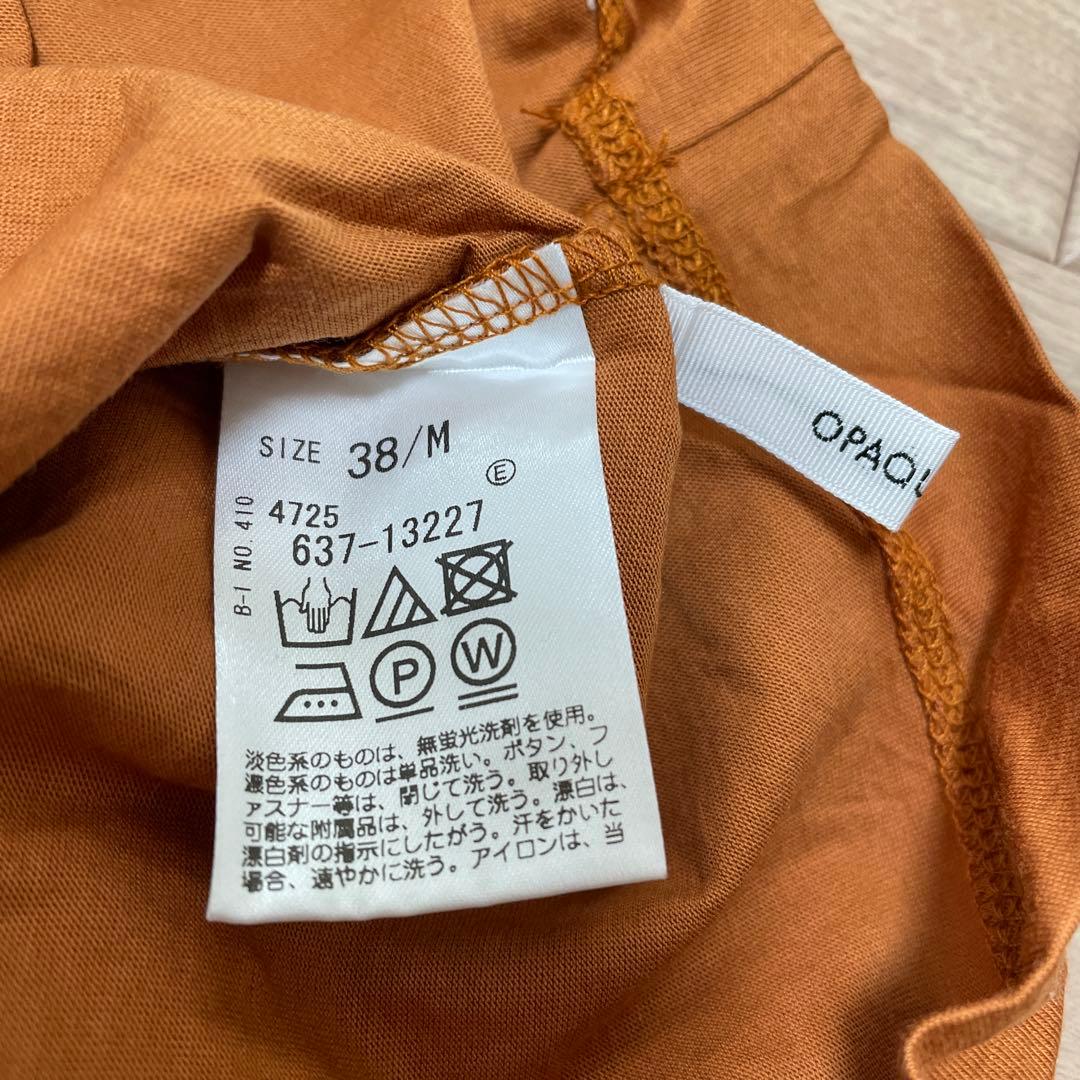 SIZE 38/M
E
B-I NO.410
4725
637-13227
P
W
淡色系のものは、無蛍光洗剤を使用。
濃色系のものは単品洗い。ボタン、フ
ァスナー等は、閉じて洗う。取り外し
可能な附属品は、外して洗う。漂白は、
漂白剤の指示にしたがう。汗をかいた
場合、速やかに洗う。アイロンは、当
OPAQU